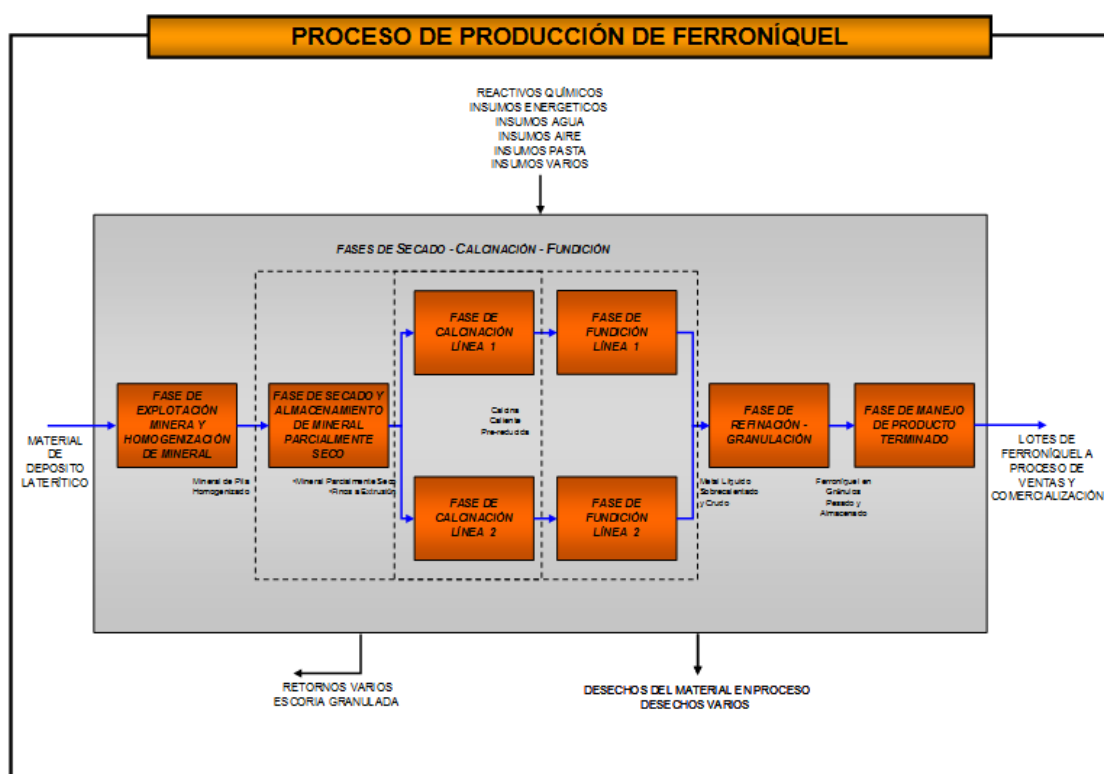 PROCESO DE PRODUCCIÓN DE FERRONÍQUEL
REACTIVOS QUÍMICOS
INSUMOS ENERGETICOS
INSUMOS AGUA
INSUMOS AIRE
INSUMOS PASTA
INSUMOS VARIOS
FASES DE SECADO - CALCINACIÓN - FUNDICIÓN
FASE DE
CALCINACIÓN
LÍNEA 1
FASE DE
FUNDICIÓN
LÍNEA 1
FASE DE
EXPLOTACIÓN
MINERA Y
HOMOGENIZACIÓN
DE MINERAL
FASE DE SECADO Y
ALMACENAMIENTO
DE MINERAL
PARCIALMENTE
SECO
Calcina
Caliente
Pre-reducida
FASE DE
REFINACIÓN -
GRANULACIÓN
FASE DE MANEJO
DE PRODUCTO
TERMINADO
MATERIAL
DE
DEPOSITO
LATERÍTICO
LOTES DE
FERRONÍQUEL A
PROCESO DE
VENTAS Y
COMERCIALIZACIÓN
Mineral de Pila
Homogenizado
•Mineral Parcialmente Seco
•Finos a Extrusión
Metal Líquido
Sobrecalentado
y Crudo
Ferroníquel en
Gránulos
Pesado y
Almacenado
FASE DE
CALCINACIÓN
LÍNEA 2
FASE DE
FUNDICIÓN
LÍNEA 2
RETORNOS VARIOS
ESCORIA GRANULADA
DESECHOS DEL MATERIAL EN PROCESO
DESECHOS VARIOS